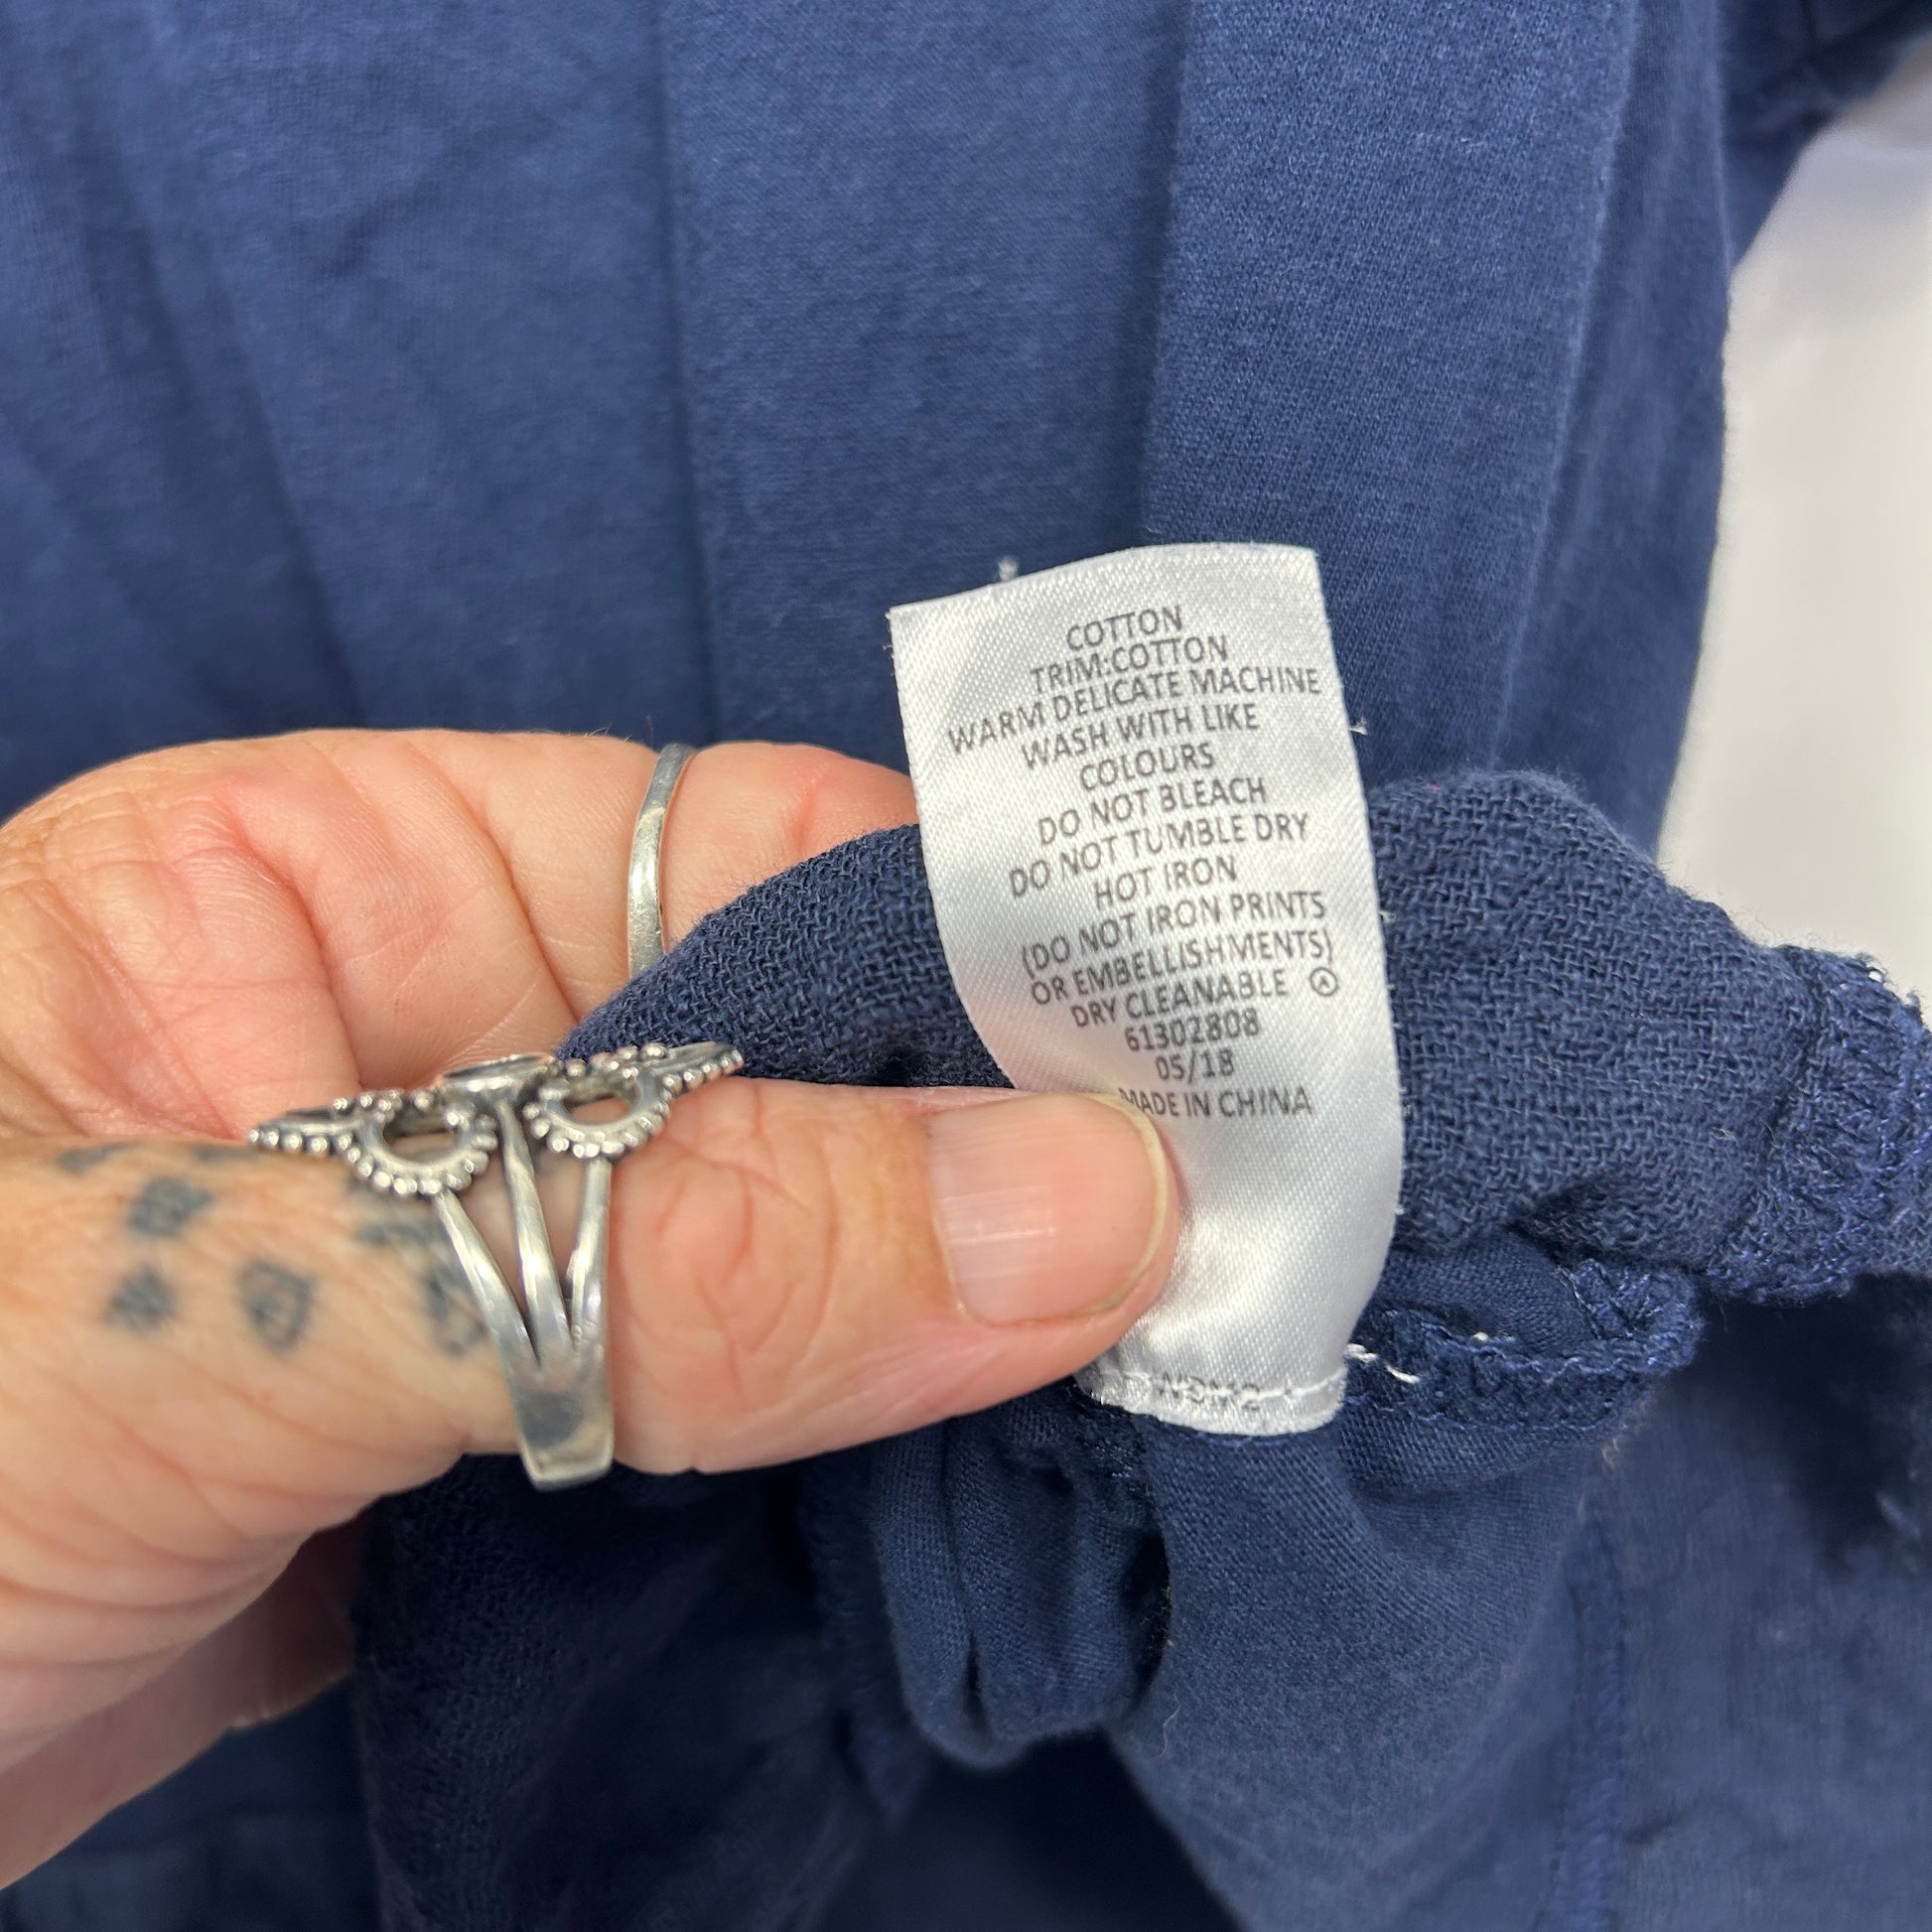 COTTON
TRIM:COTTON
WARM DELICATE MACHINE
WASH WITH LIKE
COLOURS
DO NOT BLEACH
DO NOT TUMBLE DRY
HOT IRON
(DO NOT IRON PRINTS
OR EMBELLISHMENTS)
DRY CLEANABLE Ⓐ
61302808
05/18
MADE IN CHINA